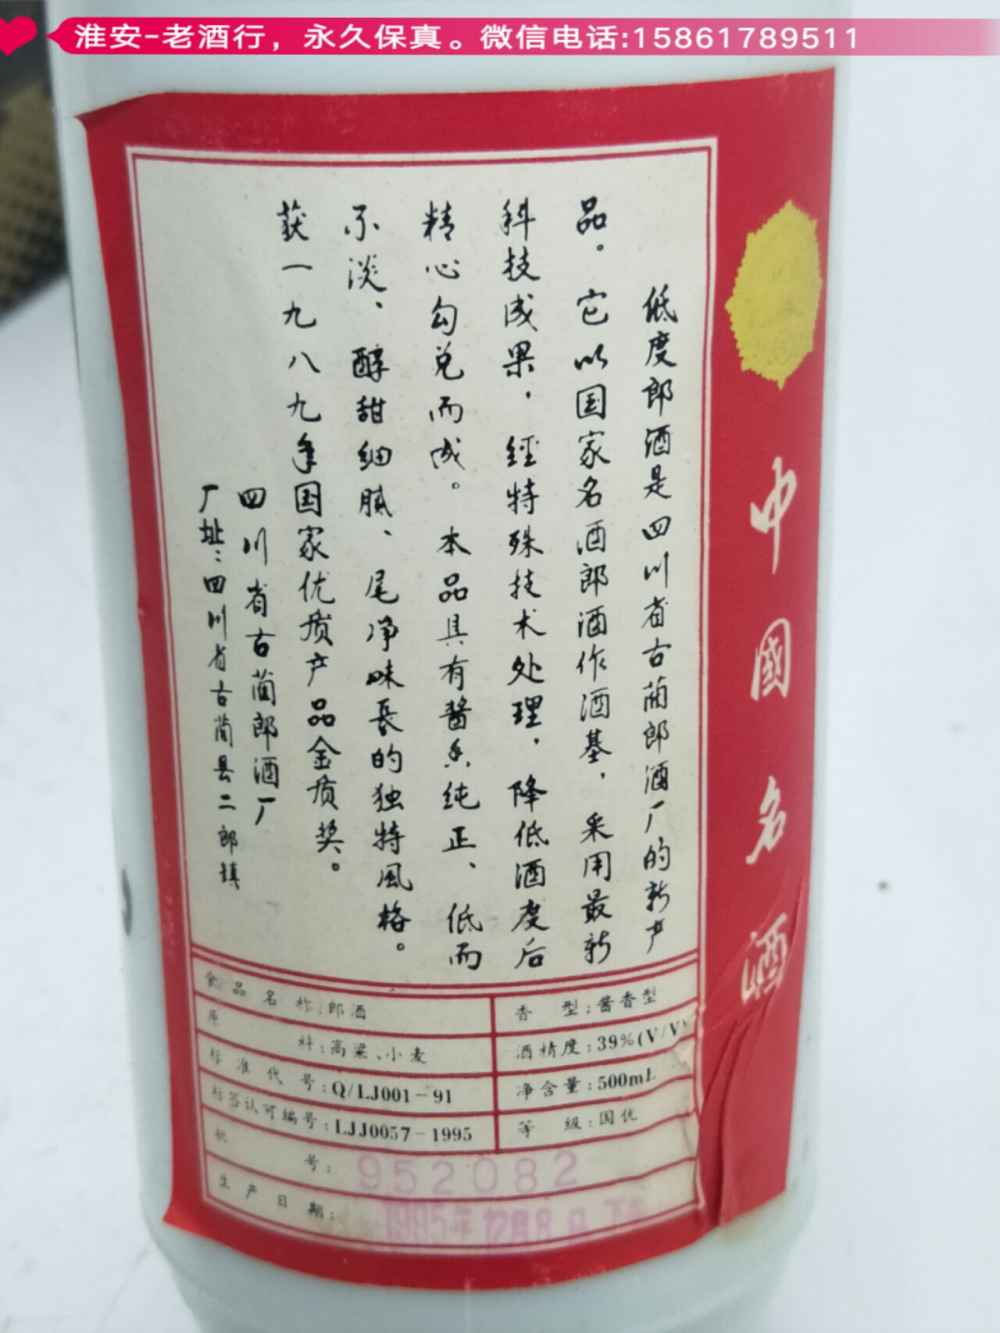 淮安-老酒行，永久保真。微信电话:15861789511
低度郎酒是四川省古蔺郎酒厂的新产
品。它以国家名酒郎酒作酒基，采用最新
科技成果，经特殊技术处理，降低酒度后
精心勾兑而成。本品具有酱香纯正、低而
不淡、醇甜细腻、尾净味長的独特風格。
获一九八九年国家优质产品金质奖。
四川省古蔺郎酒厂
厂址：四川省古蔺县二郎镇
中國名酒
食品名称:郎酒
香型:酱香型
原料:高粱、小麦
酒精度:39%(V/V)
标准代号:Q/LJ001-91
净含量:500mL
标签认可编号:LJJ0057-1995
等级:国优
批号:952082
生产日期: